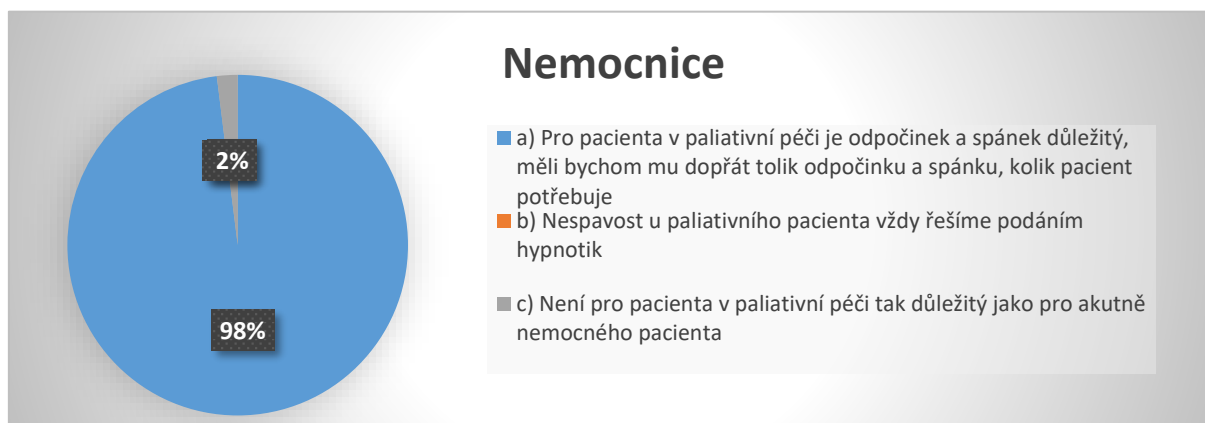 Nemocnice
2%
98%
a) Pro pacienta v paliativní péči je odpočinek a spánek důležitý,
měli bychom mu dopřát tolik odpočinku a spánku, kolik pacient
potřebuje
b) Nespavost u paliativního pacienta vždy řešíme podáním
hypnotik
c) Není pro pacienta v paliativní péči tak důležitý jako pro akutně
nemocného pacienta